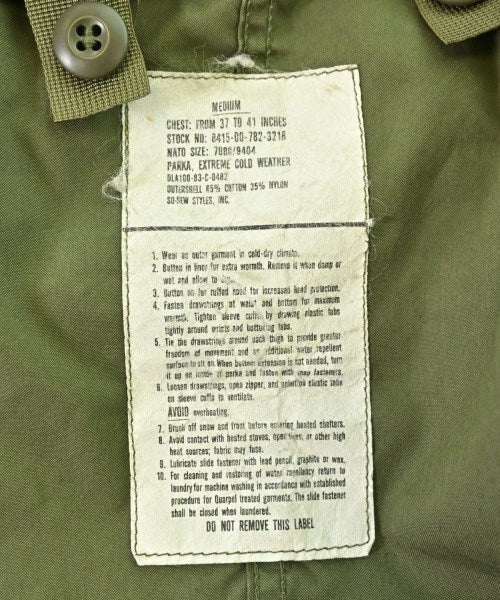 MEDIUM
CHEST: FROM 37 TO 41 INCHES
STOCK NO: 8415-00-782-3218
NATO SIZE: 7080/9404
PARKA, EXTREME COLD WEATHER
DLA100-83-C-0482
OUTERSHELL 65% COTTON 35% NYLON
SO-SEW STYLES, INC.
1. Wear as outer garment in cold-dry climate.
2. Button in liner for extra warmth. Remove it when damp or
wet and allow to dry.
3. Button on fur ruffed hood for increased head protection.
4. Fasten drawstrings at waist and bottom for maximum
warmth. Tighten sleeve cuffs by drawing elastic tabs
tightly around wrists and buttoning tabs.
5. Tie the drawstrings around each thigh to provide greater
freedom of movement and an additional water repellent
surface to sit on. When bottom extension is not needed, turn
it up on inside of parka and fasten with snap fasteners.
6. Loosen drawstrings, open zipper, and unbutton elastic tabs
on sleeve cuffs to ventilate.
AVOID overheating.
7. Brush off snow and frost before entering heated shelters.
8. Avoid contact with heated stoves, open fires, or other high
heat sources; fabric may fuse.
9. Lubricate slide fastener with lead pencil, graphite or wax.
10. For cleaning and restoring of water repellency return to
laundry for machine washing in accordance with established
procedure for Quarpel treated garments. The slide fastener
shall be closed when laundered.
DO NOT REMOVE THIS LABEL